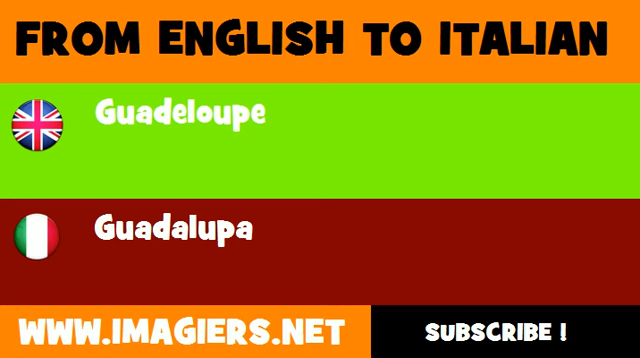 FROM ENGLISH TO ITALIAN
Guadeloupe
Guadalupa
WWW.IMAGIERS.NET
SUBSCRIBE !